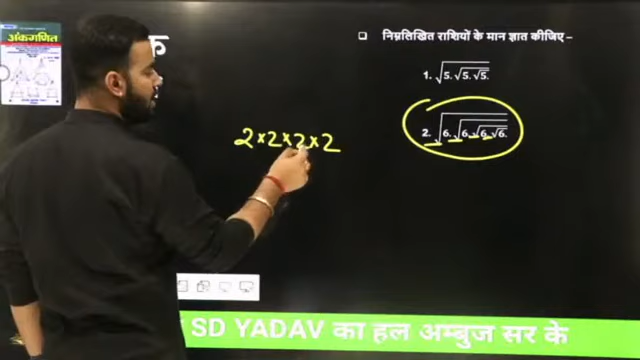 अंकगणित
क
निम्नलिखित राशियों के मान ज्ञात कीजिए–
1. √5.√5.√5.
2. √6.√6.√6.√6.
2×2×2×2
SD YADAV का हल अम्बुज सर के